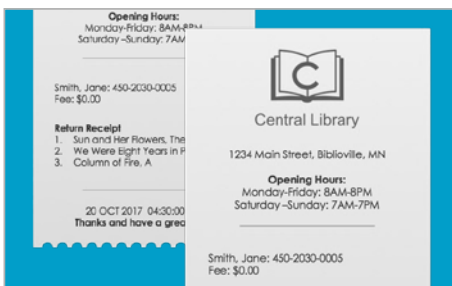 Opening Hours:
Monday-Friday: 8AM-8PM
Saturday-Sunday: 7AM
Smith, Jane: 450-2030-0005
Fee: $0.00
Return Receipt
1. Sun and Her Flowers, The
2. We Were Eight Years in P
3. Column of Fire, A
20 OCT 2017 04:30:00
Thanks and have a grea
C
Central Library
1234 Main Street, Biblioville, MN
Opening Hours:
Monday-Friday: 8AM-8PM
Saturday-Sunday: 7AM-7PM
Smith, Jane: 450-2030-0005
Fee: $0.00